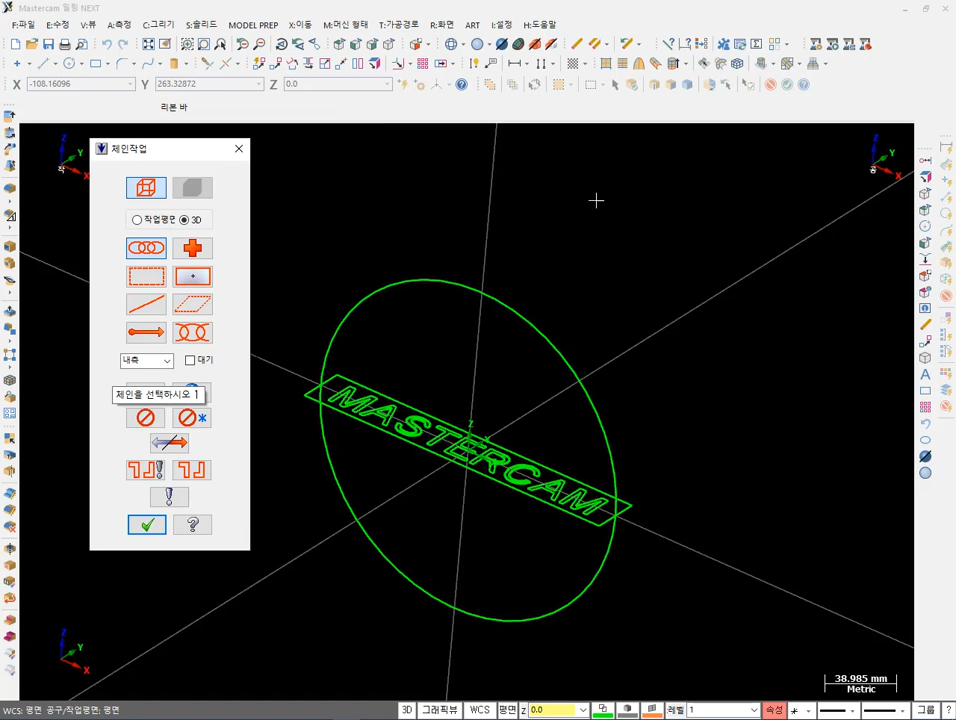 Mastercam 밀링 NEXT
F:파일 E:수정 V:뷰 A:측정 C:그리기 S:솔리드 MODEL PREP X:이동 M:머신 형태 T:가공경로 R:화면 ART I:설정 H:도움말
X -108.16096 Y 263.32872 Z 0.0
리본 바
체인작업
작업평면 3D
내측 대기
체인을 선택하시오 1
Z Y X
Z Y X
Z
MASTERCAM
Z Y X
38.985 mm
Metric
WCS: 평면 공구/작업평면: 평면 3D 그래픽뷰 WCS 평면 Z 0.0 레벨 1 속성 그룹 ?